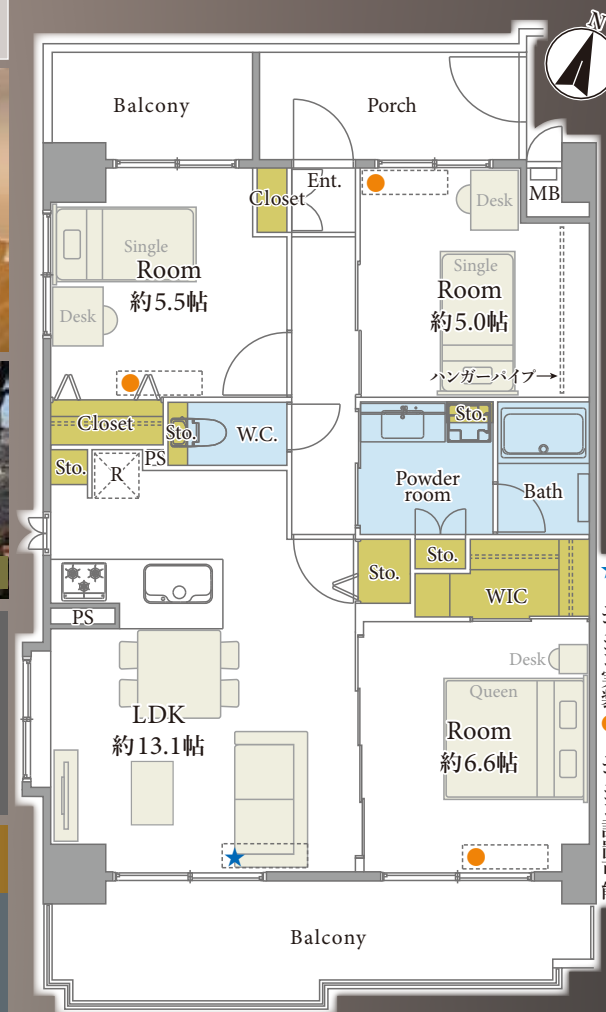 N
Balcony
Porch
Ent.
Closet
MB
Desk
Single
Room
約5.5帖
Desk
Single
Room
約5.0帖
ハンガーパイプ→
Closet
Sto.
W.C.
Sto.
PS
Sto.
R
Powder
room
Bath
Sto.
Sto.
WIC
PS
LDK
約13.1帖
Desk
Queen
Room
約6.6帖
Balcony